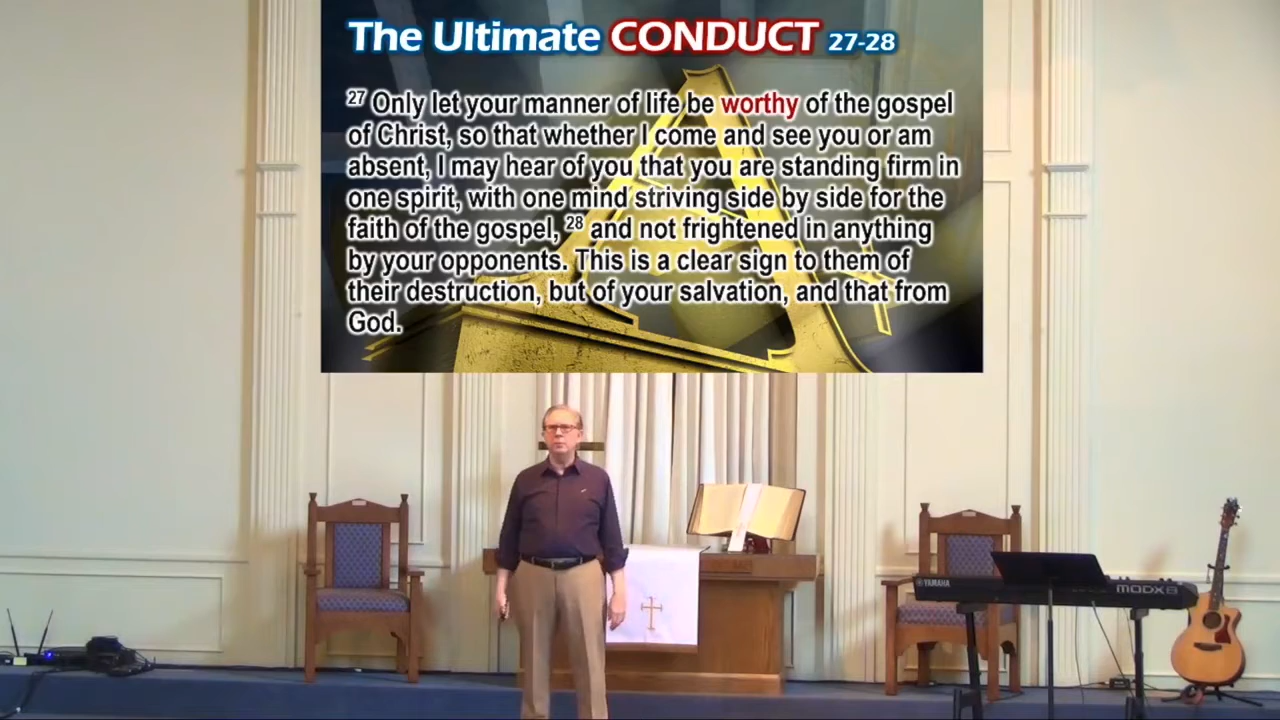 The Ultimate CONDUCT 27-28
27 Only let your manner of life be worthy of the gospel
of Christ, so that whether I come and see you or am
absent, I may hear of you that you are standing firm in
one spirit, with one mind striving side by side for the
faith of the gospel, 28 and not frightened in anything
by your opponents. This is a clear sign to them of
their destruction, but of your salvation, and that from
God.
YAMAHA
MODX8